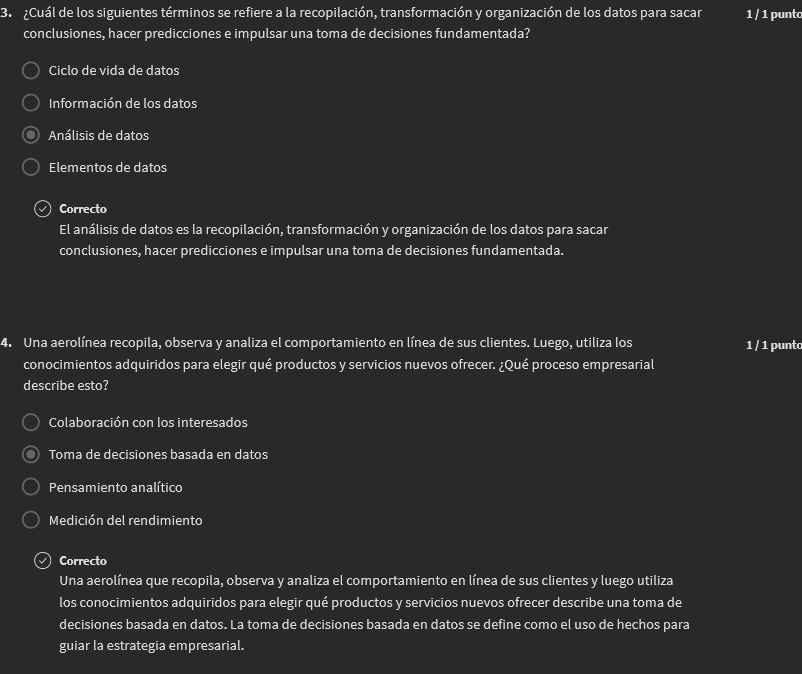 3. ¿Cuál de los siguientes términos se refiere a la recopilación, transformación y organización de los datos para sacar 1 / 1 punto
conclusiones, hacer predicciones e impulsar una toma de decisiones fundamentada?
Ciclo de vida de datos
Información de los datos
Análisis de datos
Elementos de datos
Correcto
El análisis de datos es la recopilación, transformación y organización de los datos para sacar
conclusiones, hacer predicciones e impulsar una toma de decisiones fundamentada.
4. Una aerolínea recopila, observa y analiza el comportamiento en línea de sus clientes. Luego, utiliza los 1 / 1 punto
conocimientos adquiridos para elegir qué productos y servicios nuevos ofrecer. ¿Qué proceso empresarial
describe esto?
Colaboración con los interesados
Toma de decisiones basada en datos
Pensamiento analítico
Medición del rendimiento
Correcto
Una aerolínea que recopila, observa y analiza el comportamiento en línea de sus clientes y luego utiliza
los conocimientos adquiridos para elegir qué productos y servicios nuevos ofrecer describe una toma de
decisiones basada en datos. La toma de decisiones basada en datos se define como el uso de hechos para
guiar la estrategia empresarial.